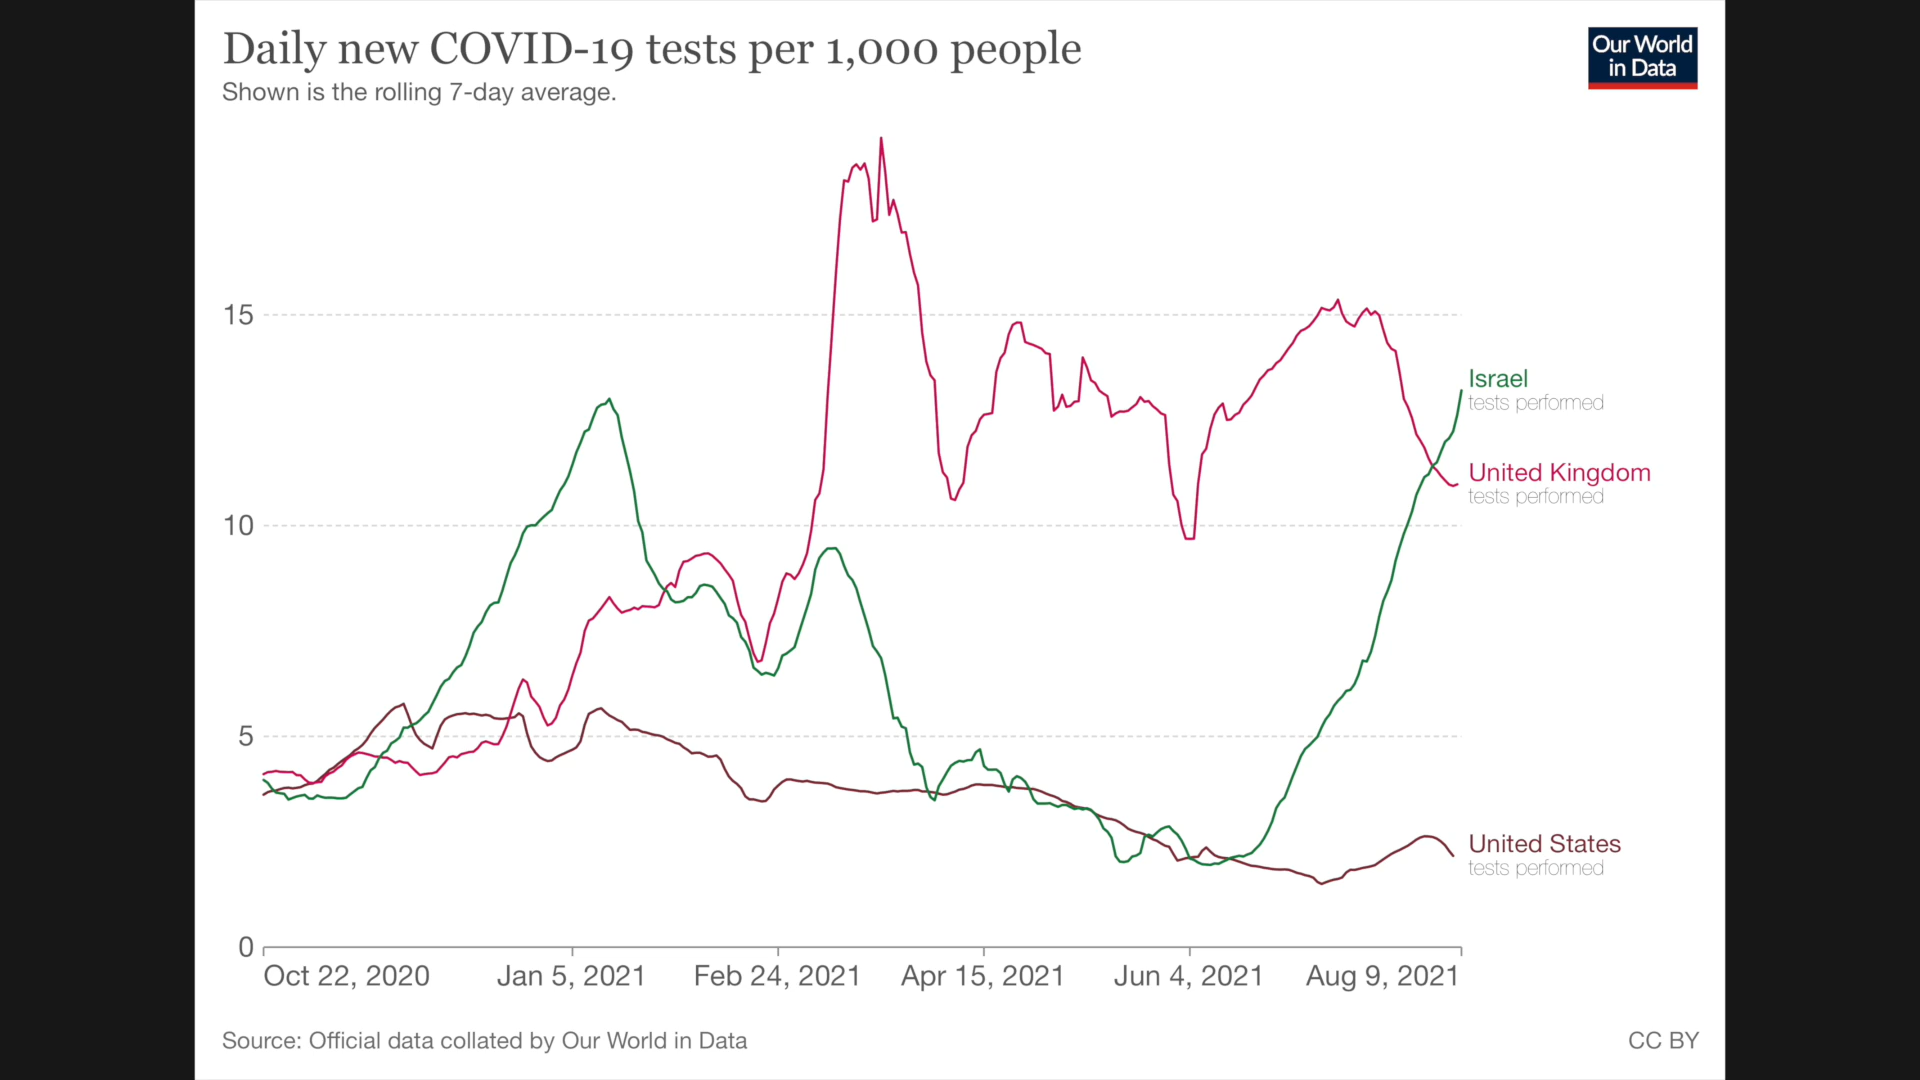 Daily new COVID-19 tests per 1,000 people
Shown is the rolling 7-day average.
Our World
in Data
15
10
5
0
Israel
tests performed
United Kingdom
tests performed
United States
tests performed
Oct 22, 2020
Jan 5, 2021
Feb 24, 2021
Apr 15, 2021
Jun 4, 2021
Aug 9, 2021
Source: Official data collated by Our World in Data
CC BY